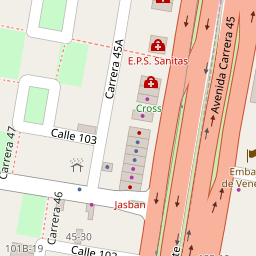 Carrera 45A
Avenida Carrera 45
E.P.S. Sanitas
Cross
Calle 103
Carrera 47
Carrera 46
Jasban
Emba
de Vene
45-30
101B-19
Calle 102